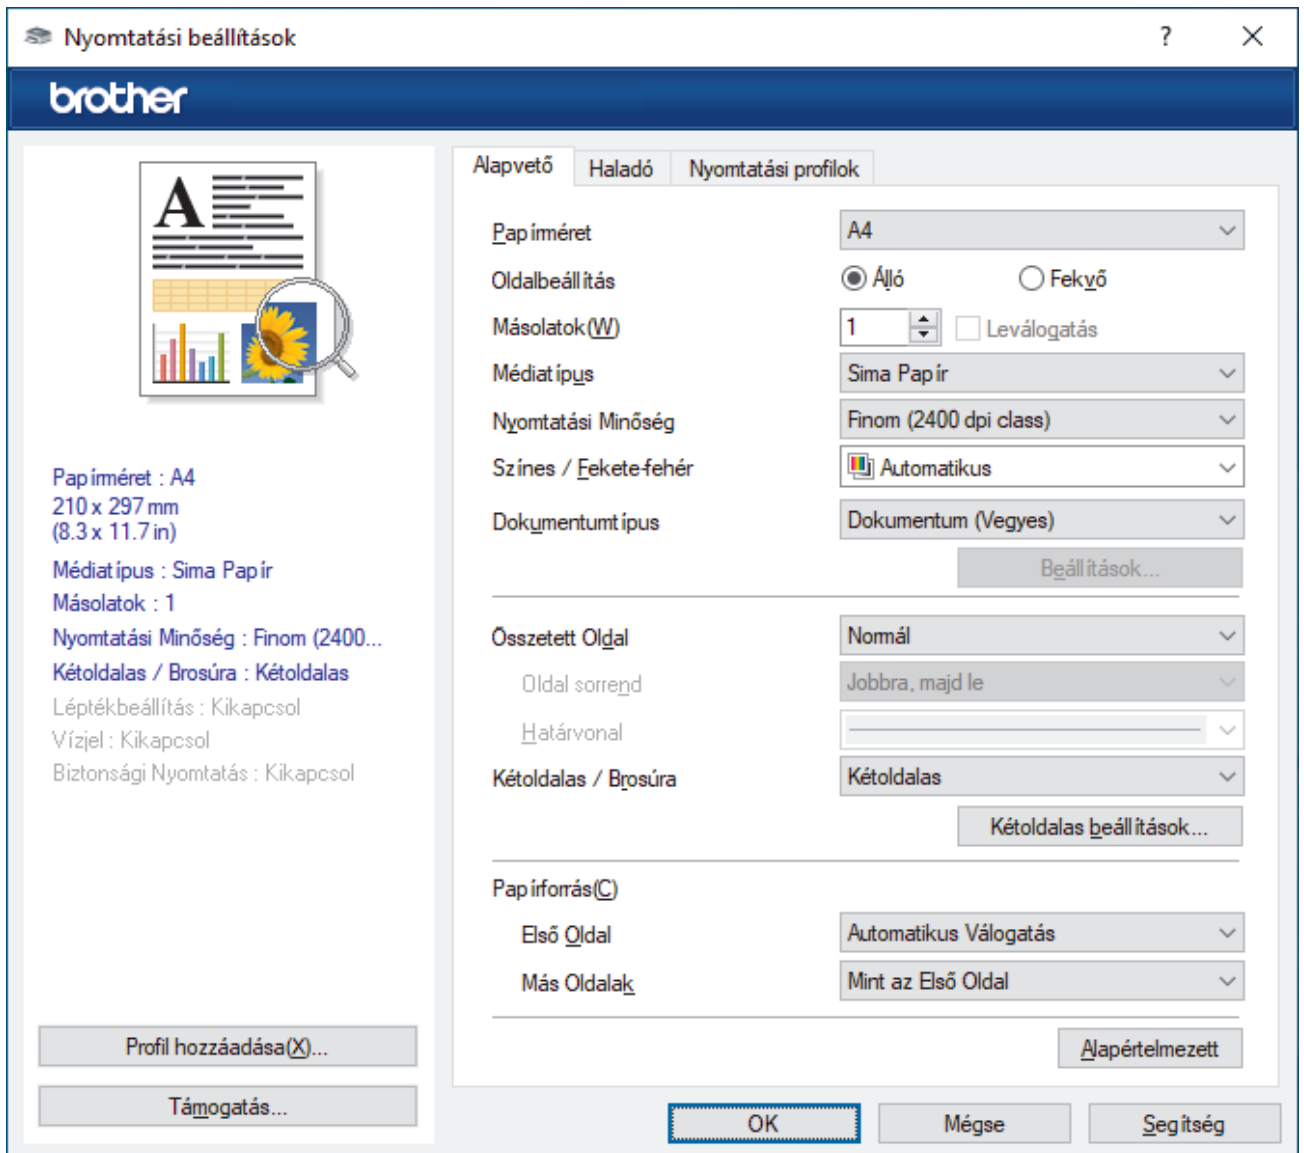 Nyomtatási beállítások
?
brother
A
Papírméret : A4
210 x 297 mm
(8.3 x 11.7 in)
Médiatípus : Sima Papír
Másolatok : 1
Nyomtatási Minőség : Finom (2400...
Kétoldalas / Brosúra : Kétoldalas
Léptékbeállítás : Kikapcsol
Vízjel : Kikapcsol
Biztonsági Nyomtatás : Kikapcsol
Profil hozzáadása(X)...
Támogatás...
Alapvető Haladó Nyomtatási profilok
Papírméret A4
Oldalbeállítás Álló Fekvő
Másolatok(W) 1 Leválogatás
Médiatípus Sima Papír
Nyomtatási Minőség Finom (2400 dpi class)
Színes / Fekete-fehér Automatikus
Dokumentumtípus Dokumentum (Vegyes)
Beállítások...
Összetett Oldal Normál
Oldal sorrend Jobbra, majd le
Határvonal
Kétoldalas / Brosúra Kétoldalas
Kétoldalas beállítások...
Papírforrás(C)
Első Oldal Automatikus Válogatás
Más Oldalak Mint az Első Oldal
Alapértelmezett
OK Mégse Segítség